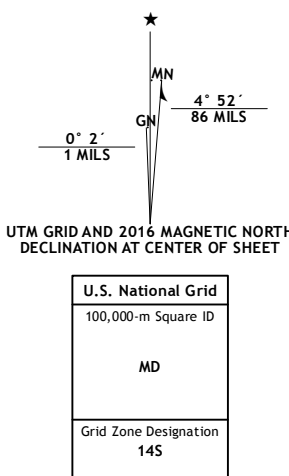 ★
MN
GN
4° 52´
86 MILS
0° 2´
1 MILS
UTM GRID AND 2016 MAGNETIC NORTH
DECLINATION AT CENTER OF SHEET
U.S. National Grid
100,000-m Square ID
MD
Grid Zone Designation
14S